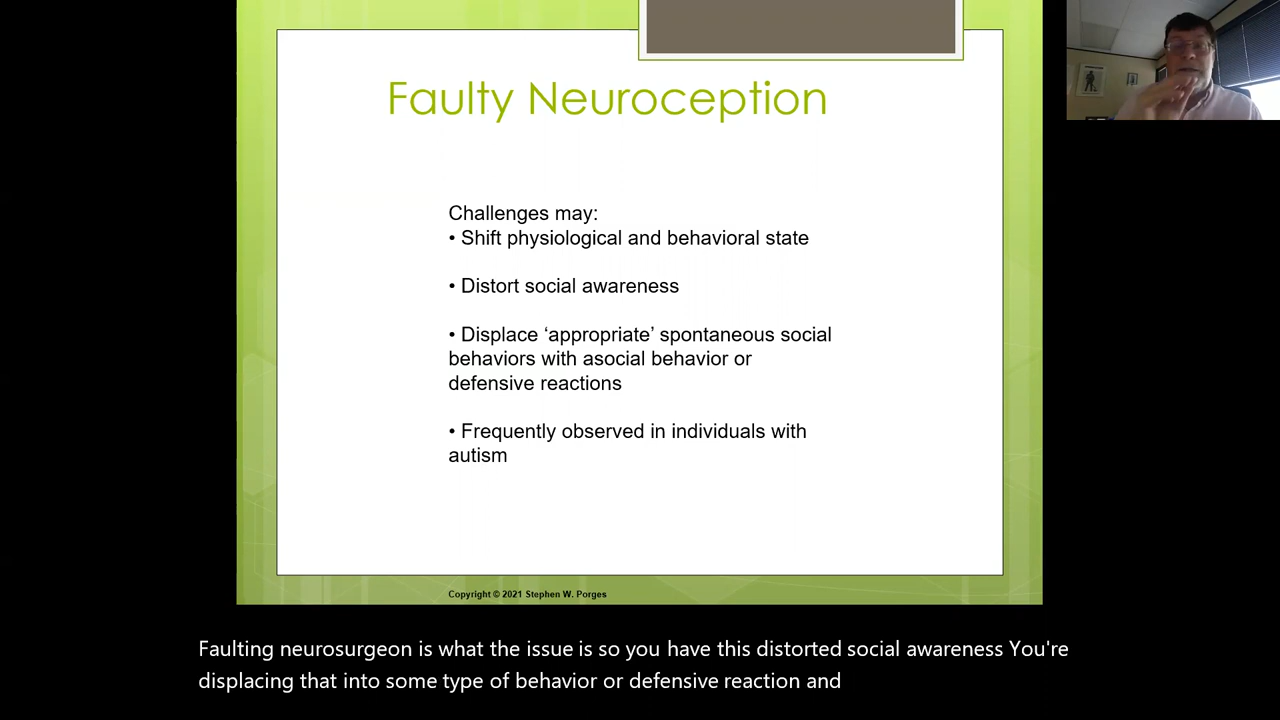 Faulty Neuroception
Challenges may:
• Shift physiological and behavioral state
• Distort social awareness
• Displace ‘appropriate’ spontaneous social
behaviors with asocial behavior or
defensive reactions
• Frequently observed in individuals with
autism
Copyright © 2021 Stephen W. Porges
Faulting neurosurgeon is what the issue is so you have this distorted social awareness You're
displacing that into some type of behavior or defensive reaction and